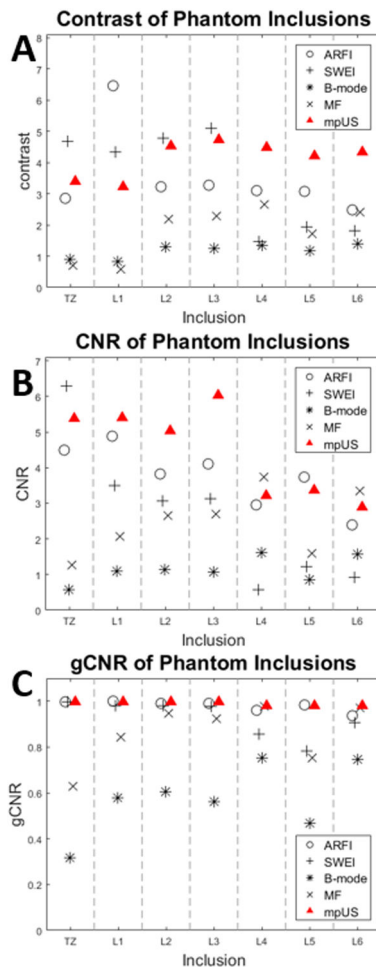 A
Contrast of Phantom Inclusions
8
7
6
5
4
3
2
1
0
contrast
ARFI
SWEI
B-mode
MF
mpUS
TZ L1 L2 L3 L4 L5 L6
Inclusion
B
CNR of Phantom Inclusions
7
6
5
4
3
2
1
0
CNR
ARFI
SWEI
B-mode
MF
mpUS
TZ L1 L2 L3 L4 L5 L6
Inclusion
C
gCNR of Phantom Inclusions
1
0.8
0.6
0.4
0.2
0
gCNR
ARFI
SWEI
B-mode
MF
mpUS
TZ L1 L2 L3 L4 L5 L6
Inclusion